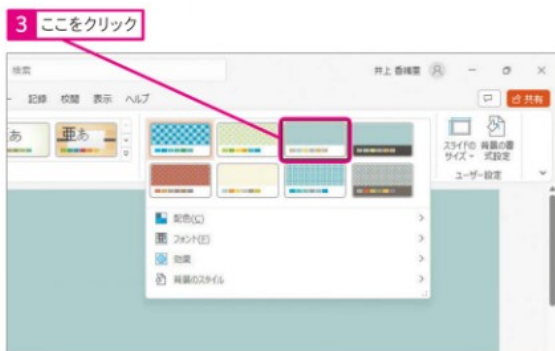 3 ここをクリック
検索
井上 香緒里
記録 校閲 表示 ヘルプ
共有
あ
亜あ
スライドの
サイズ
背景の書
式設定
ユーザー設定
配色(C)
フォント(F)
効果
背景のスタイル